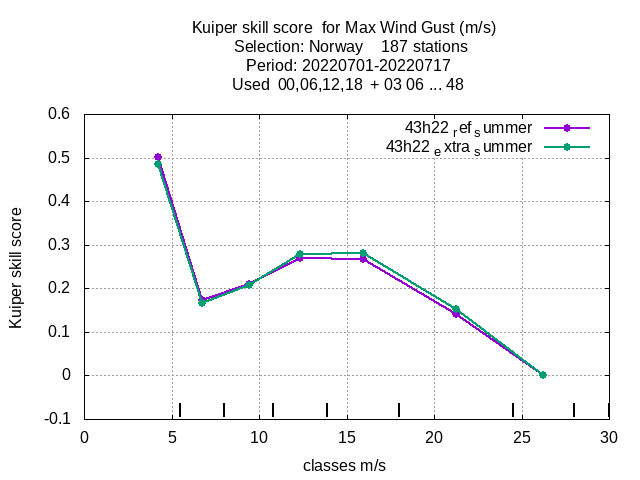 Kuiper skill score  for Max Wind Gust (m/s)
Selection: Norway    187 stations
Period: 20220701-20220717
Used  00,06,12,18  + 03 06 ... 48
43h22 ref summer
43h22 extra summer
0.6
0.5
0.4
0.3
0.2
0.1
0
-0.1
Kuiper skill score
0 5 10 15 20 25 30
classes m/s